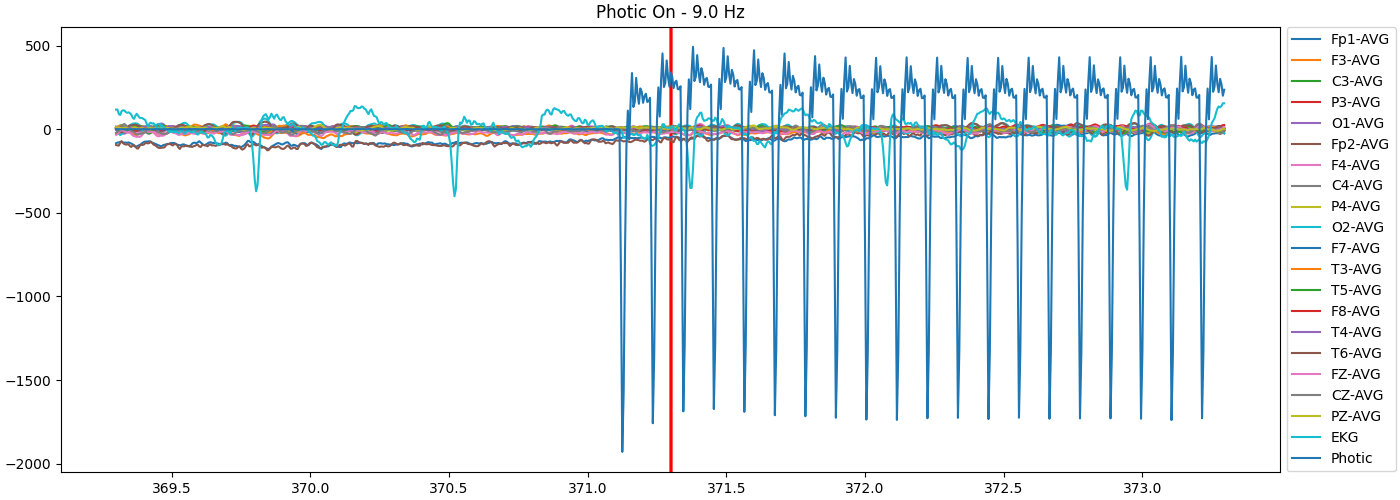 Photic On - 9.0 Hz
500
0
−500
−1000
−1500
−2000
369.5
370.0
370.5
371.0
371.5
372.0
372.5
373.0
Fp1-AVG
F3-AVG
C3-AVG
P3-AVG
O1-AVG
Fp2-AVG
F4-AVG
C4-AVG
P4-AVG
O2-AVG
F7-AVG
T3-AVG
T5-AVG
F8-AVG
T4-AVG
T6-AVG
FZ-AVG
CZ-AVG
PZ-AVG
EKG
Photic